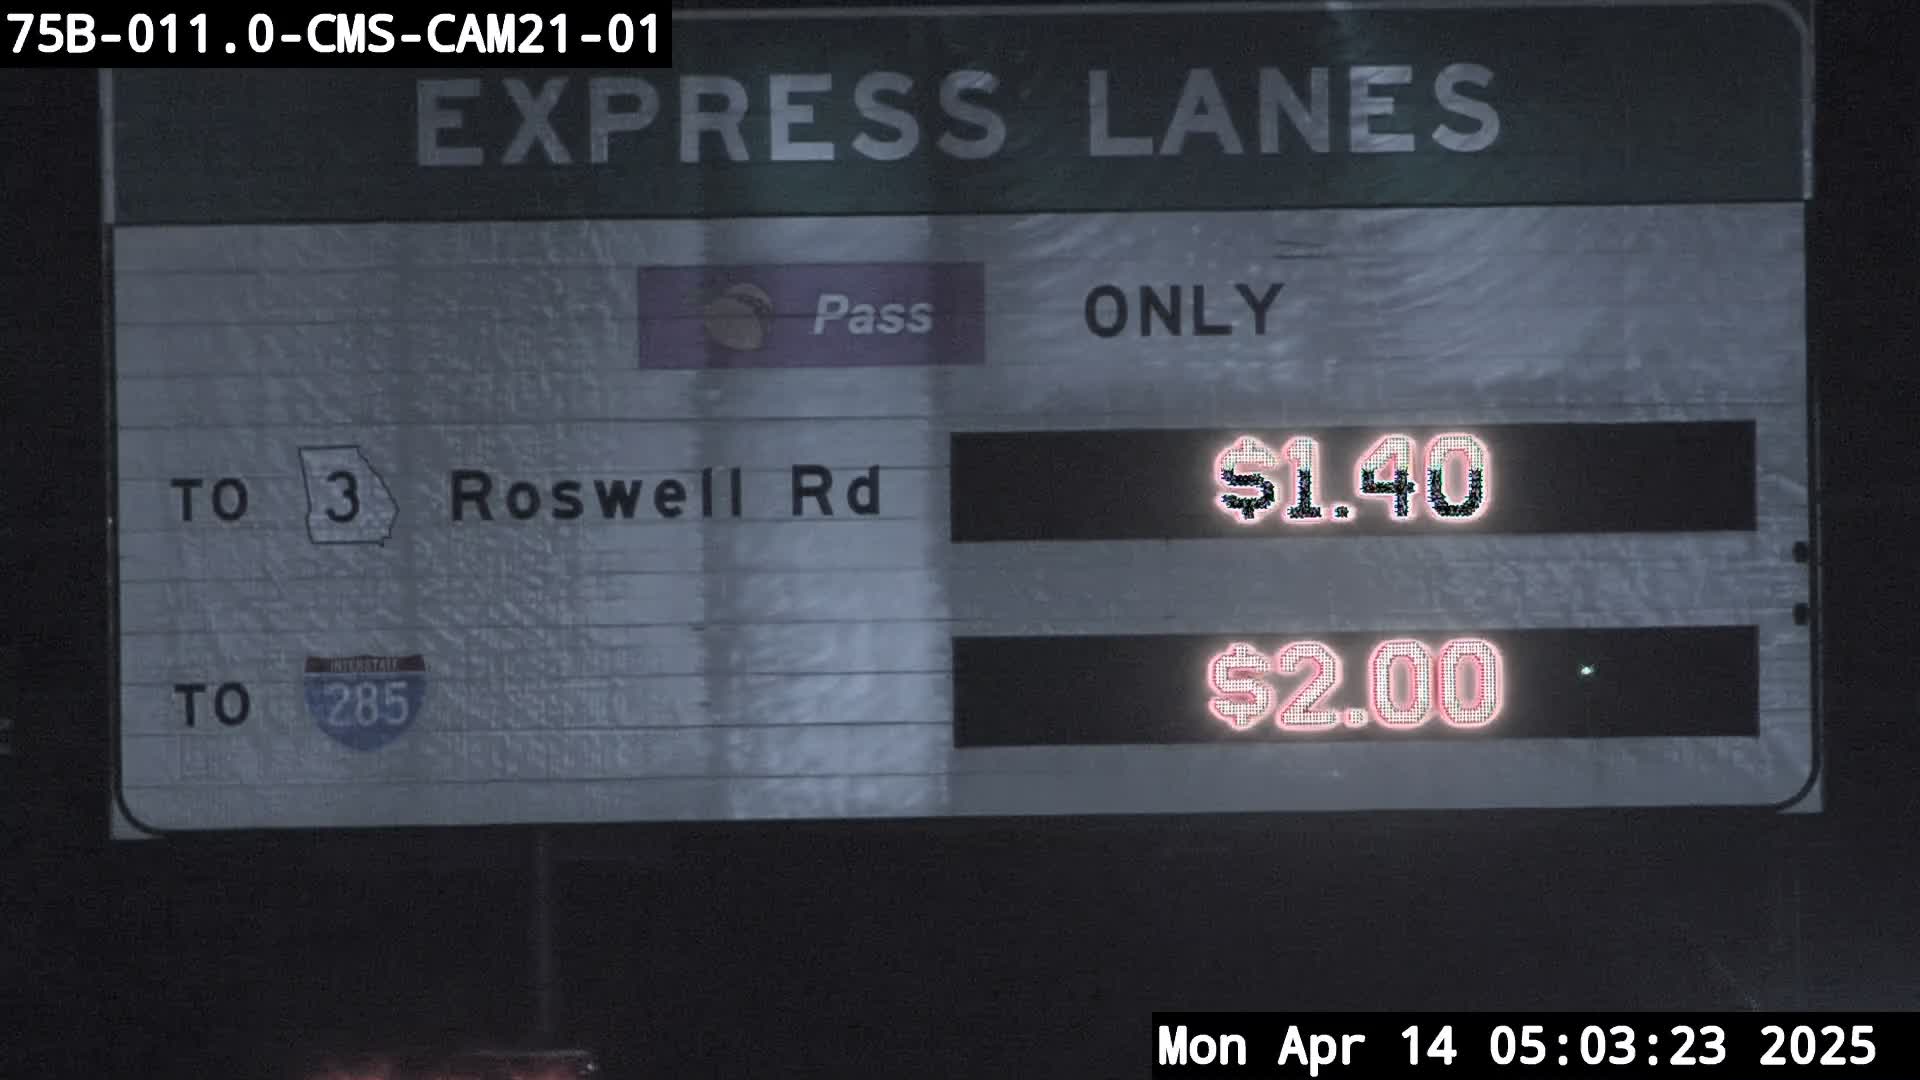 75B-011.0-CMS-CAM21-01
EXPRESS LANES
Pass ONLY
TO 3 Roswell Rd $1.40
INTERSTATE
TO 285 $2.00
Mon Apr 14 05:03:23 2025